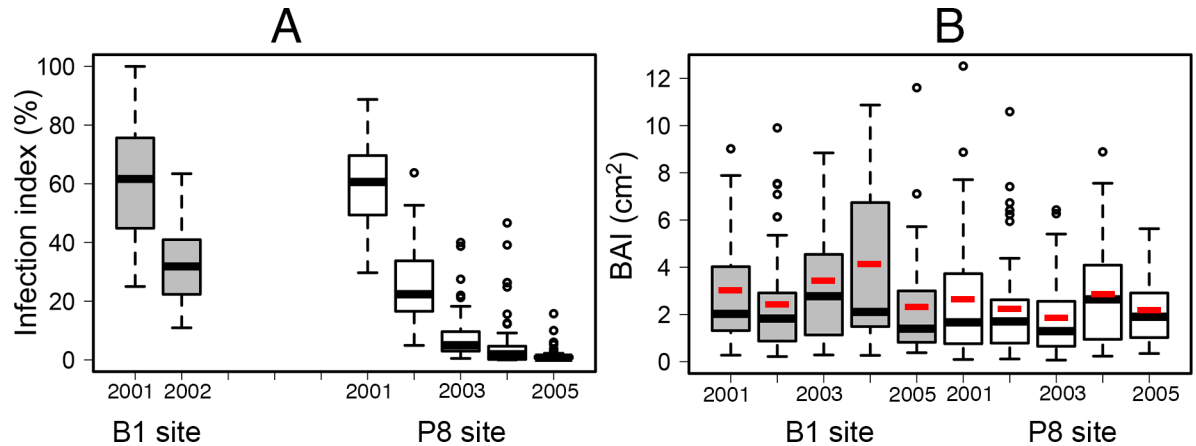 A
Infection index (%)
100
80
60
40
20
0
2001 2002 2001 2003 2005
B1 site P8 site
B
BAI (cm²)
12
10
8
6
4
2
0
2001 2003 2005 2001 2003 2005
B1 site P8 site